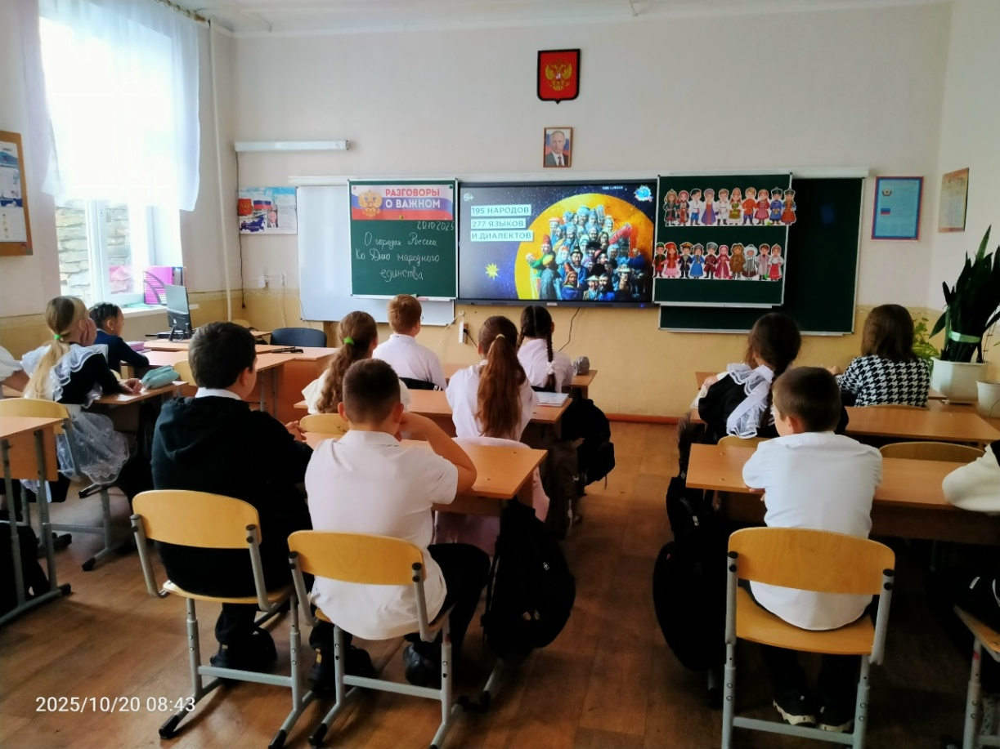 РАЗГОВОРЫ
О ВАЖНОМ
20.10.2025
О городах России
Ко Дню народного
единства
6+
195 НАРОДОВ
277 ЯЗЫКОВ
И ДИАЛЕКТОВ
2025/10/20 08:43